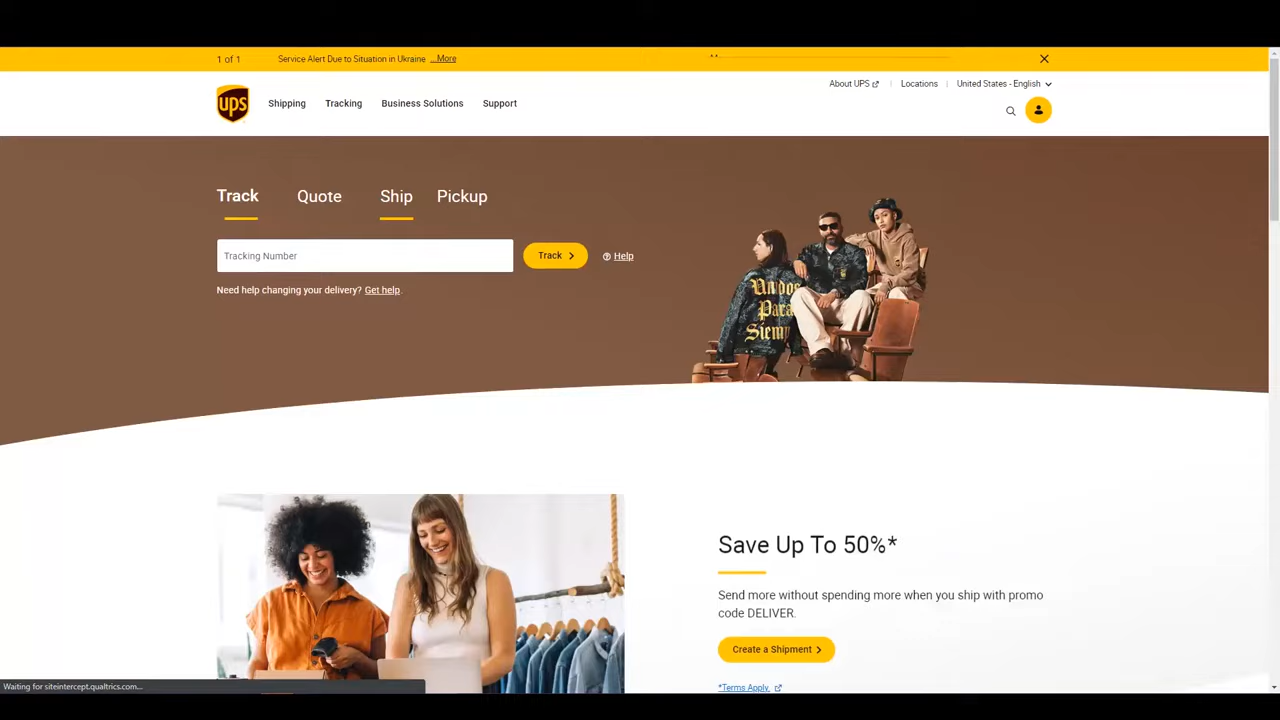 1 of 1 Service Alert Due to Situation in Ukraine ...More
About UPS Locations United States - English
ups Shipping Tracking Business Solutions Support
Track Quote Ship Pickup
Tracking Number Track Help
Need help changing your delivery? Get help.
Unidos
Para
Save Up To 50%*
Send more without spending more when you ship with promo
code DELIVER.
Create a Shipment
*Terms Apply
Waiting for siteintercept.qualtrics.com...